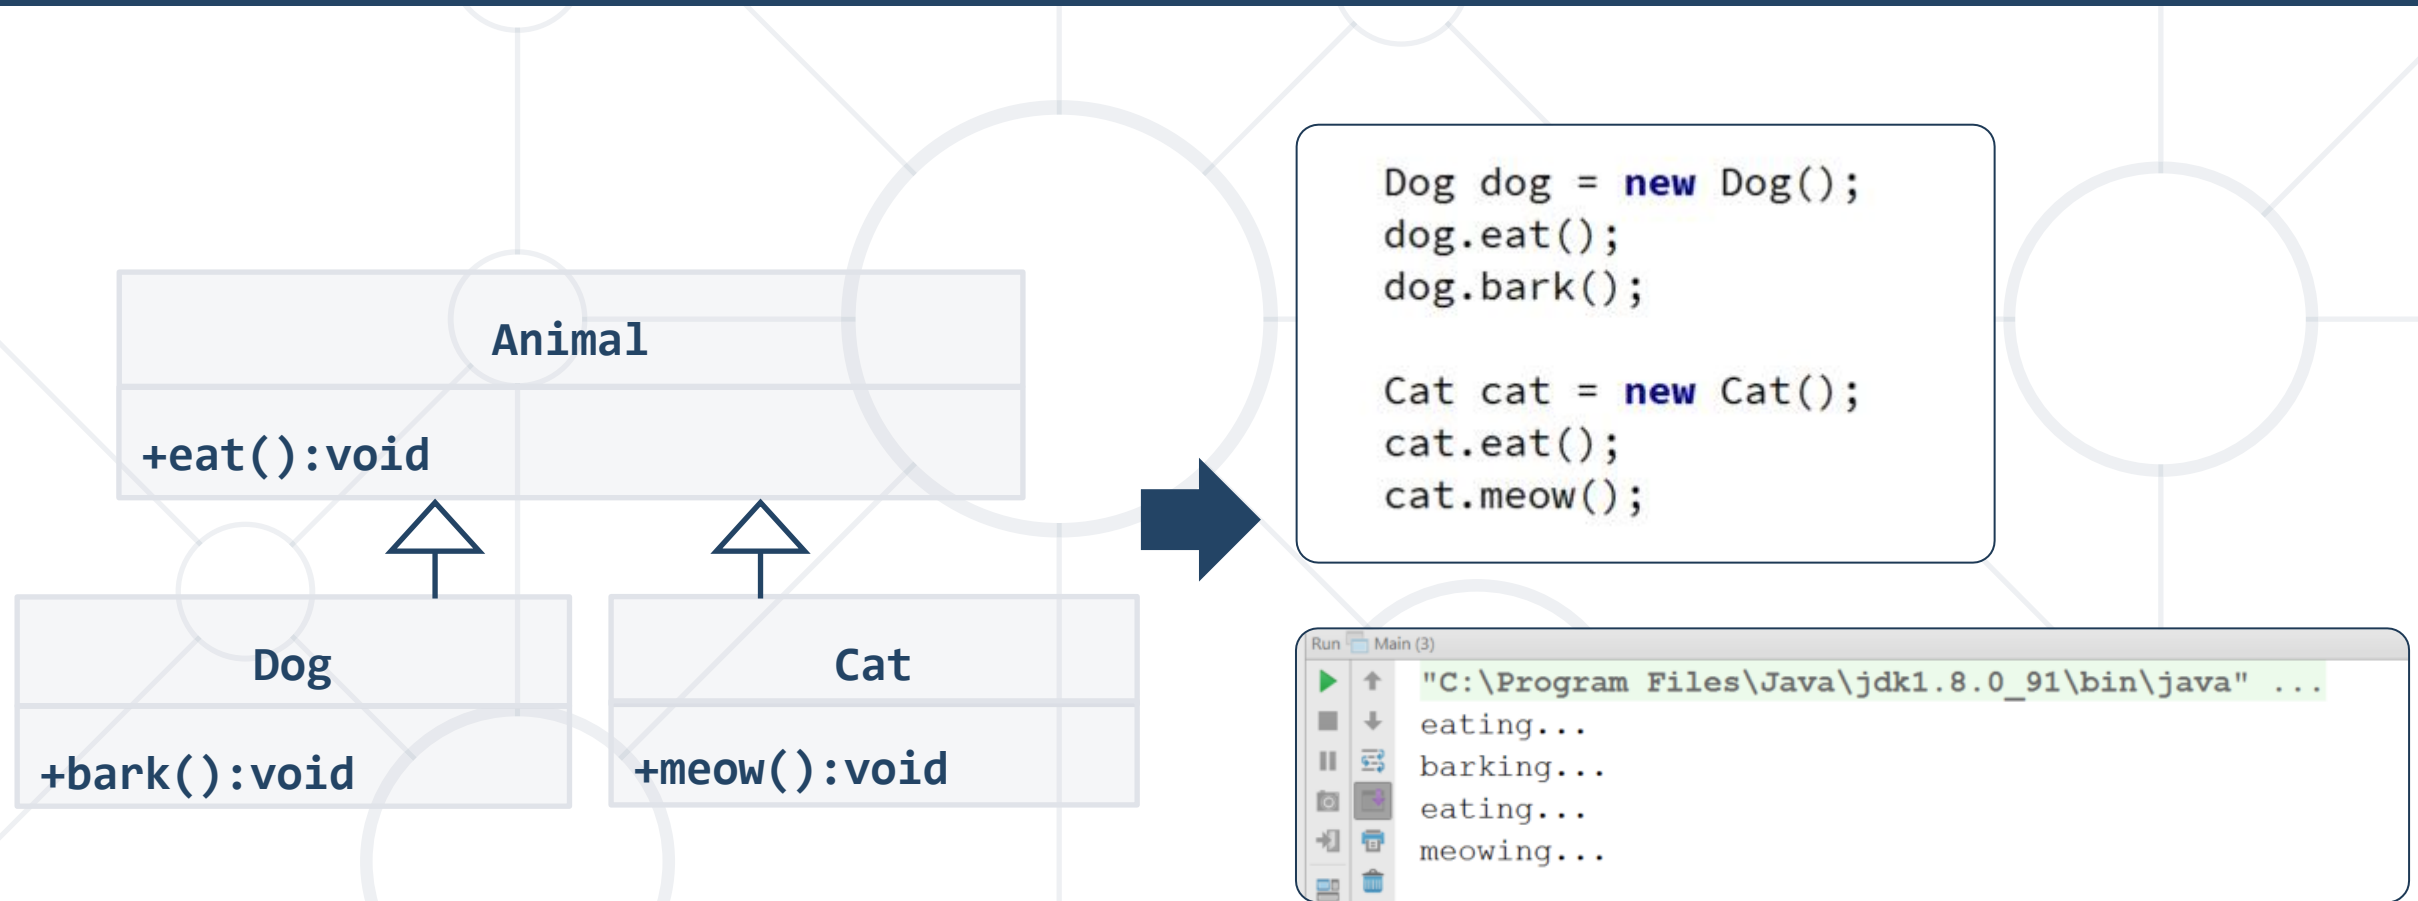 Animal
+eat():void
Dog
+bark():void
Cat
+meow():void
Dog dog = new Dog();
dog.eat();
dog.bark();
Cat cat = new Cat();
cat.eat();
cat.meow();
Run Main (3)
"C:\Program Files\Java\jdk1.8.0_91\bin\java" ...
eating...
barking...
eating...
meowing...